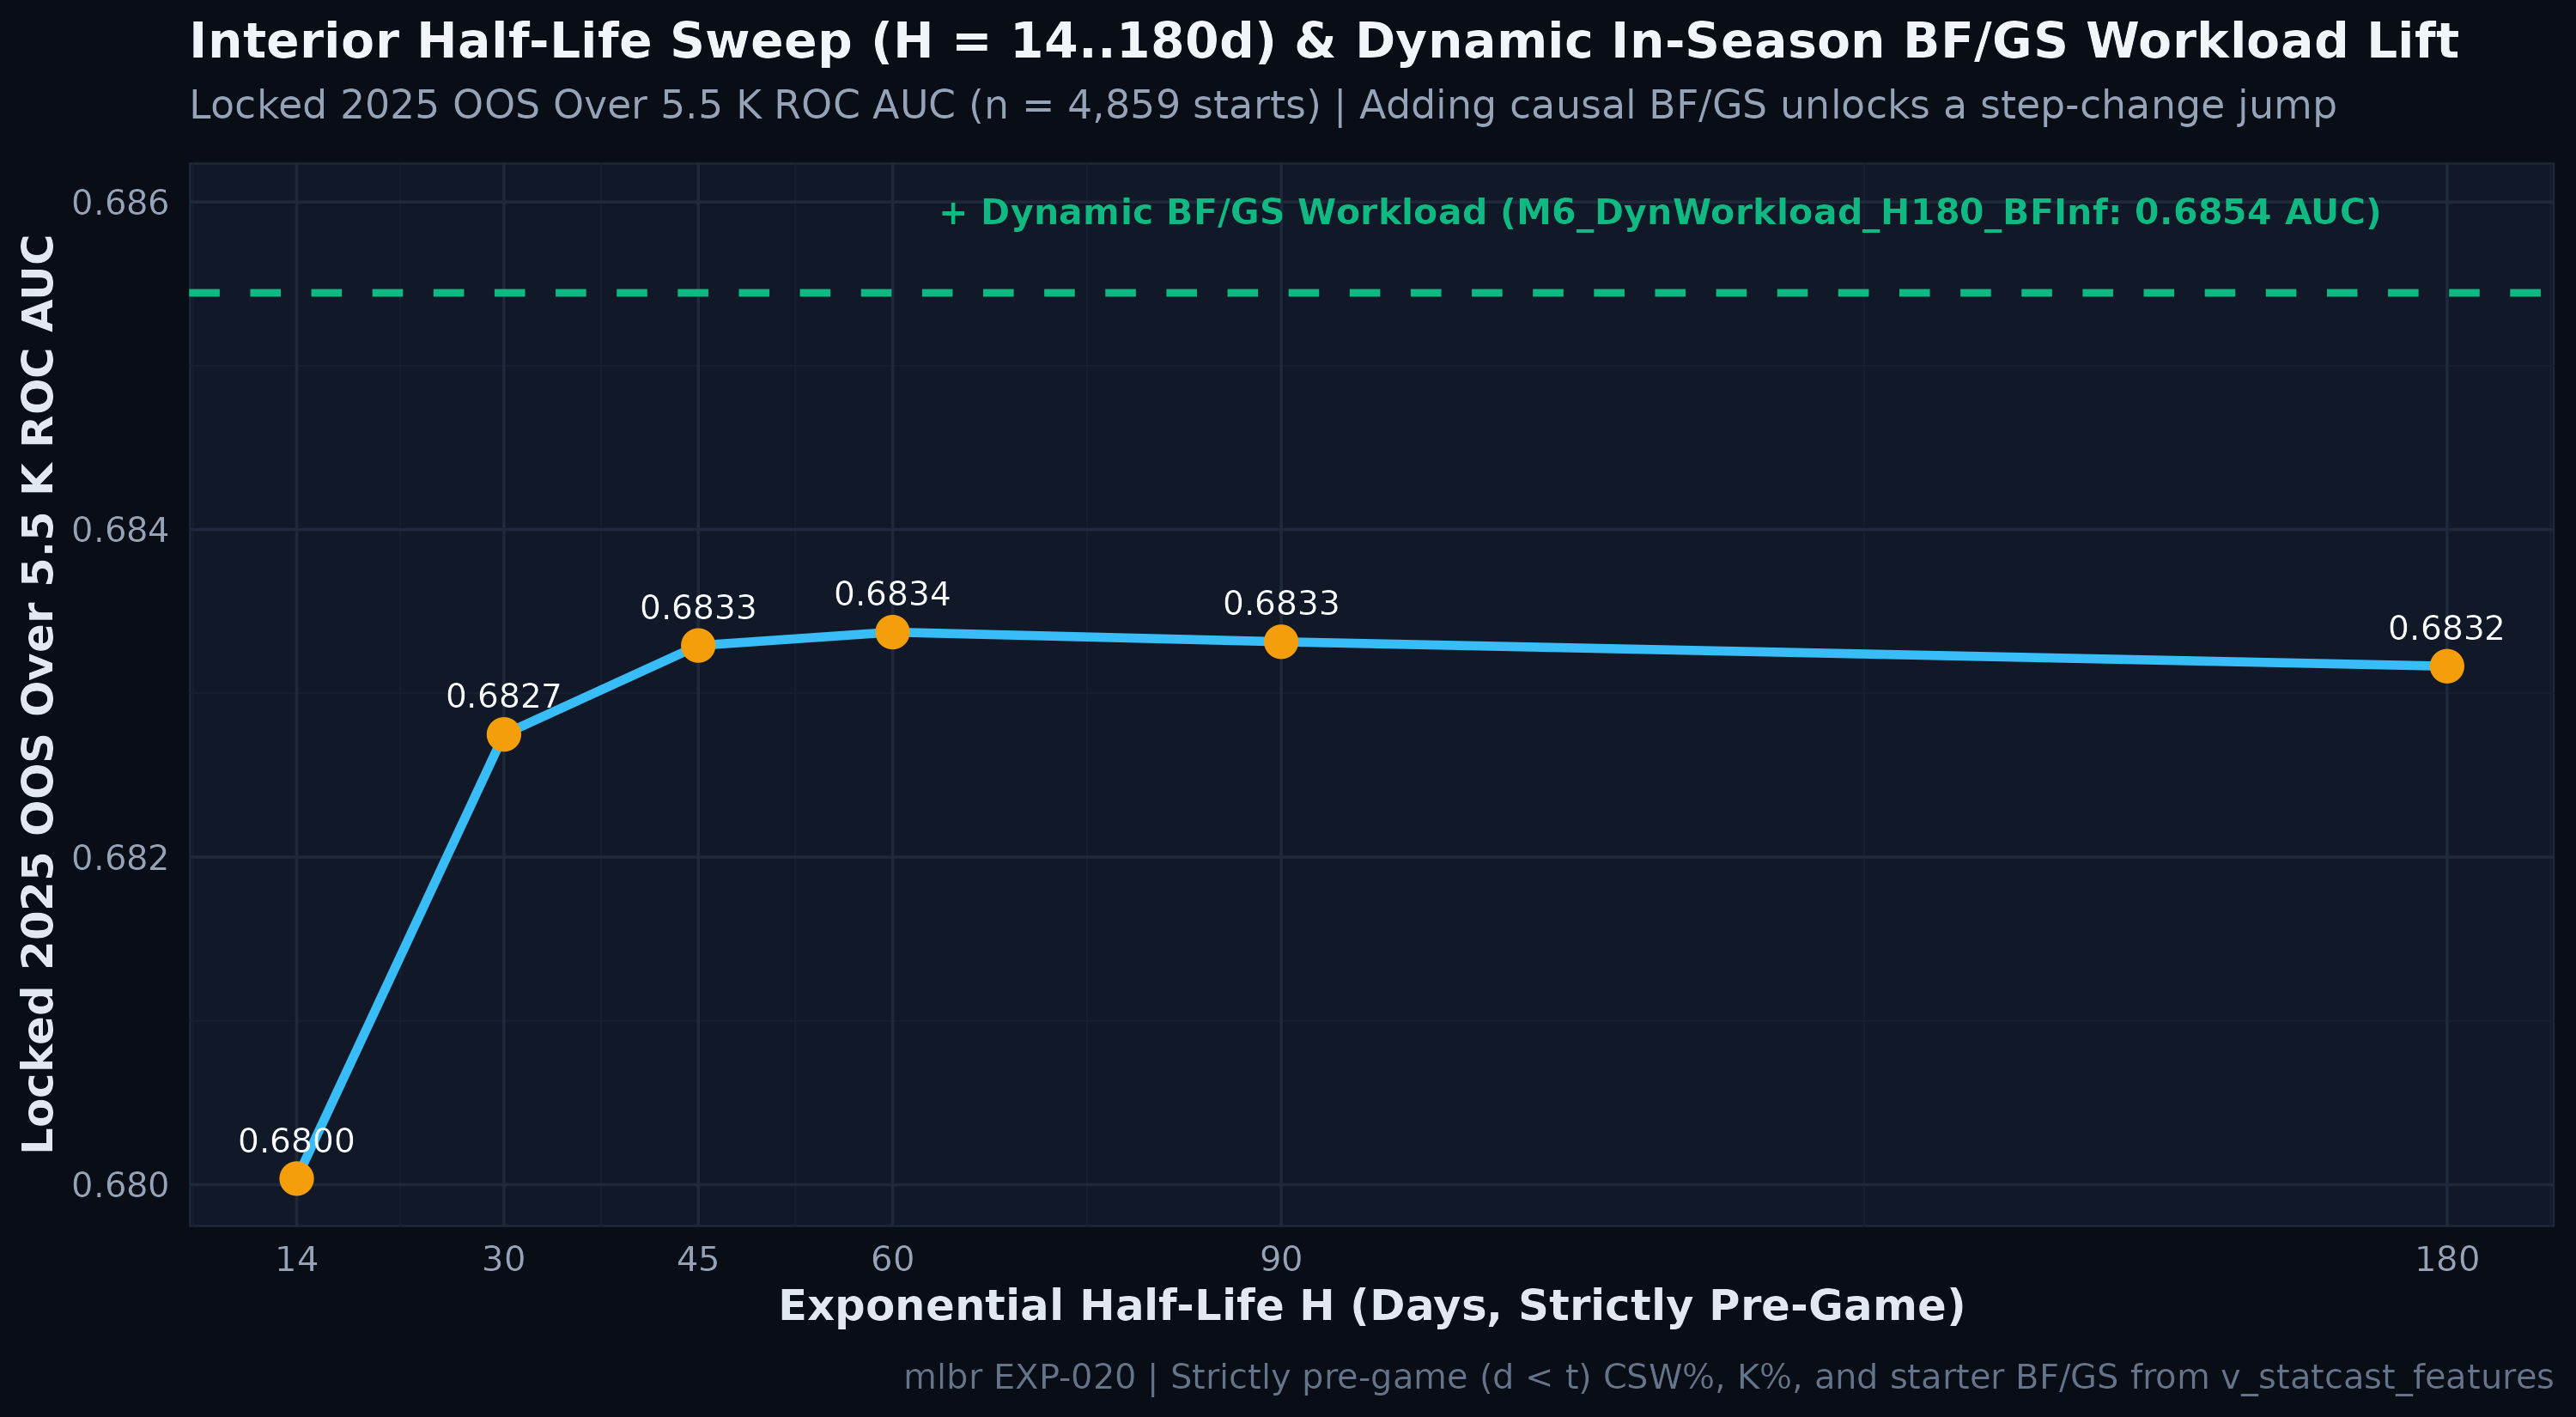 Interior Half-Life Sweep (H = 14..180d) & Dynamic In-Season BF/GS Workload Lift
Locked 2025 OOS Over 5.5 K ROC AUC (n = 4,859 starts) | Adding causal BF/GS unlocks a step-change jump
Locked 2025 OOS Over 5.5 K ROC AUC
0.686
0.684
0.682
0.680
+ Dynamic BF/GS Workload (M6_DynWorkload_H180_BFInf: 0.6854 AUC)
0.6800
0.6827
0.6833
0.6834
0.6833
0.6832
14
30
45
60
90
180
Exponential Half-Life H (Days, Strictly Pre-Game)
mlbr EXP-020 | Strictly pre-game (d < t) CSW%, K%, and starter BF/GS from v_statcast_features